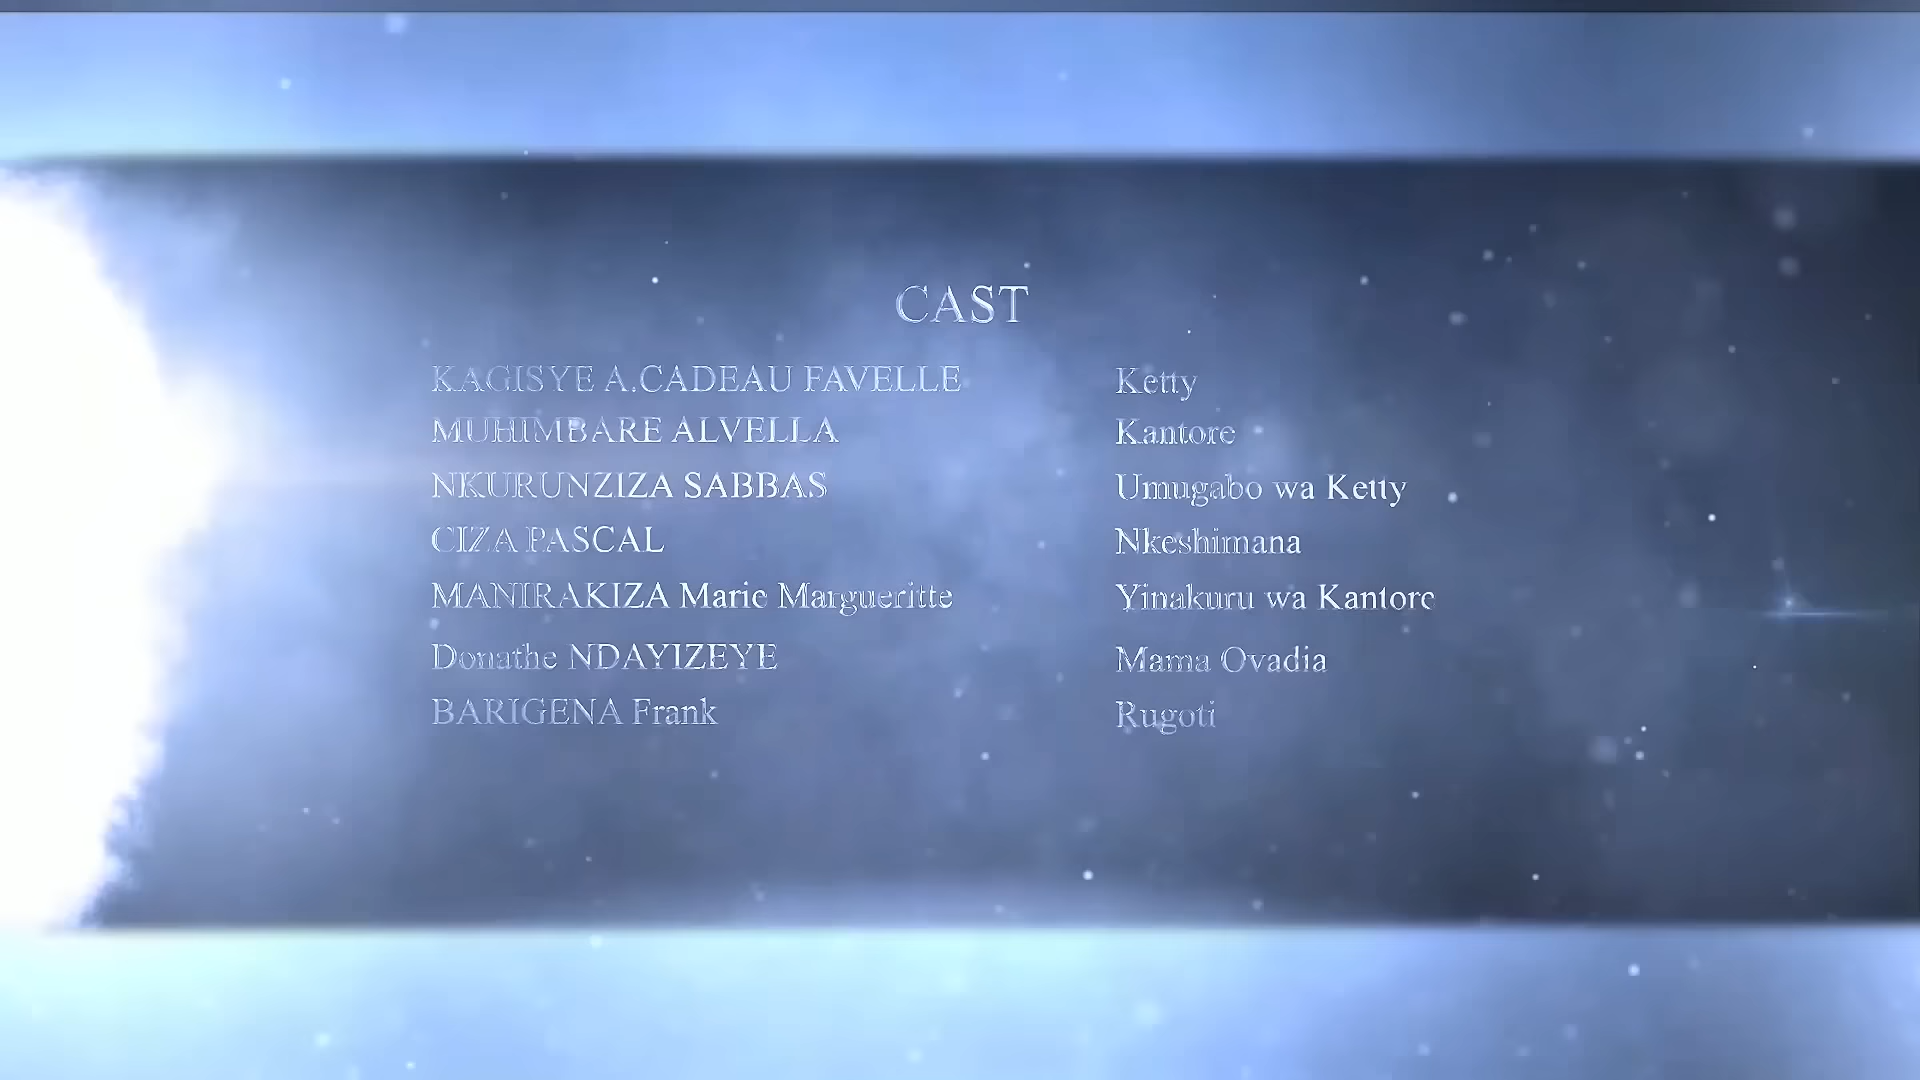 CAST
KAGISYE A.CADEAU FAVELLE Ketty
MUHIMBARE ALVELLA Kantore
NKURUNZIZA SABBAS Umugabo wa Ketty
CIZA PASCAL Nkeshimana
MANIRAKIZA Marie Margueritte Yinakuru wa Kantore
Donathe NDAYIZEYE Mama Ovadia
BARIGENA Frank Rugoti